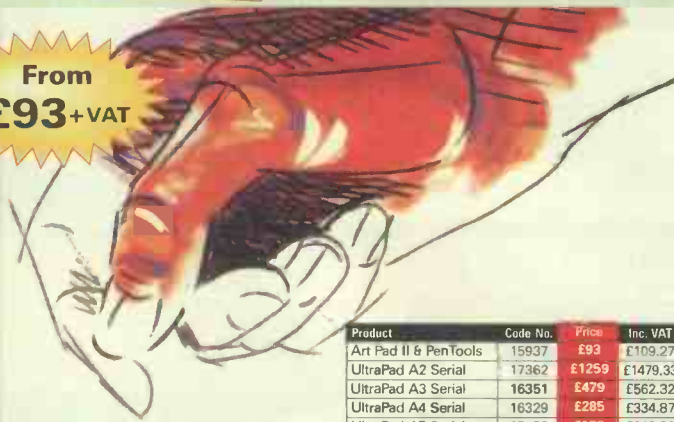 From
£93+VAT
Product Code No. Price Inc. VAT
Art Pad II & PenTools 15937 £93 £109.27
UltraPad A2 Serial 17362 £1259 £1479.33
UltraPad A3 Serial 16351 £479 £562.32
UltraPad A4 Serial 16329 £285 £334.87